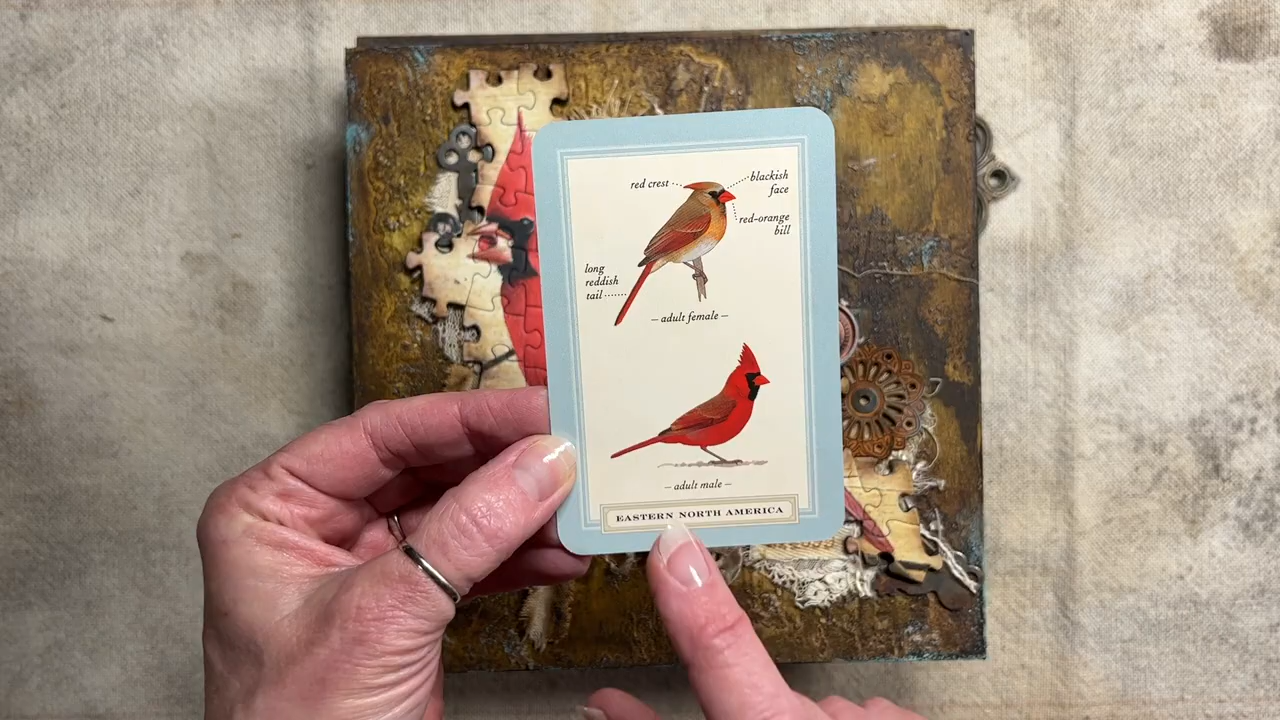 red crest
blackish
face
red-orange
bill
long
reddish
tail
– adult female –
– adult male –
EASTERN NORTH AMERICA